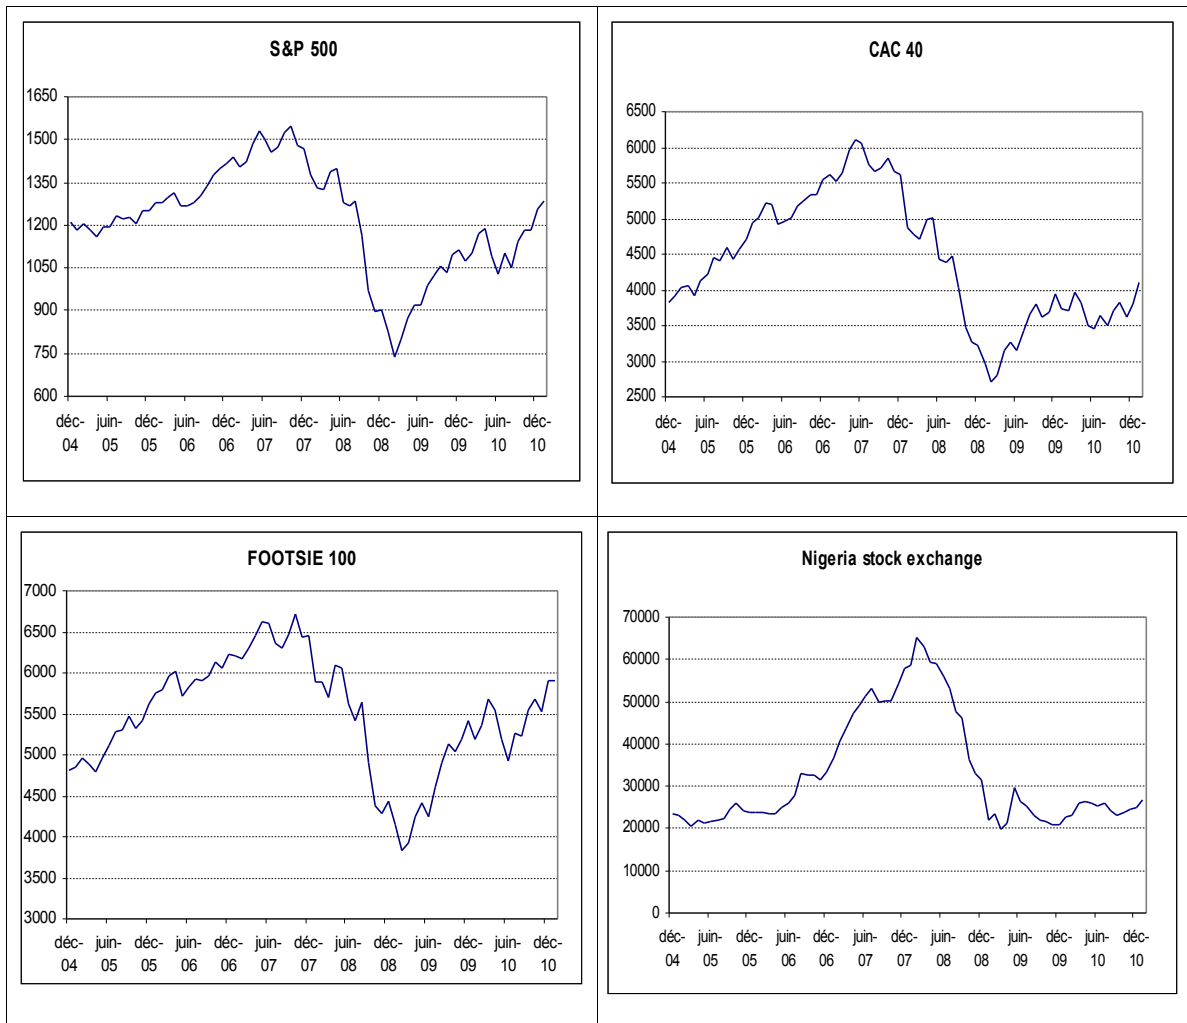 S&P 500
1650
1500
1350
1200
1050
900
750
600
déc- juin- déc- juin- déc- juin- déc- juin- déc- juin- déc- juin- déc-
04 05 05 06 06 07 07 08 08 09 09 10 10
CAC 40
6500
6000
5500
5000
4500
4000
3500
3000
2500
déc- juin- déc- juin- déc- juin- déc- juin- déc- juin- déc- juin- déc-
04 05 05 06 06 07 07 08 08 09 09 10 10
FOOTSIE 100
7000
6500
6000
5500
5000
4500
4000
3500
3000
déc- juin- déc- juin- déc- juin- déc- juin- déc- juin- déc- juin- déc-
04 05 05 06 06 07 07 08 08 09 09 10 10
Nigeria stock exchange
70000
60000
50000
40000
30000
20000
10000
0
déc- juin- déc- juin- déc- juin- déc- juin- déc- juin- déc- juin- déc-
04 05 05 06 06 07 07 08 08 09 09 10 10